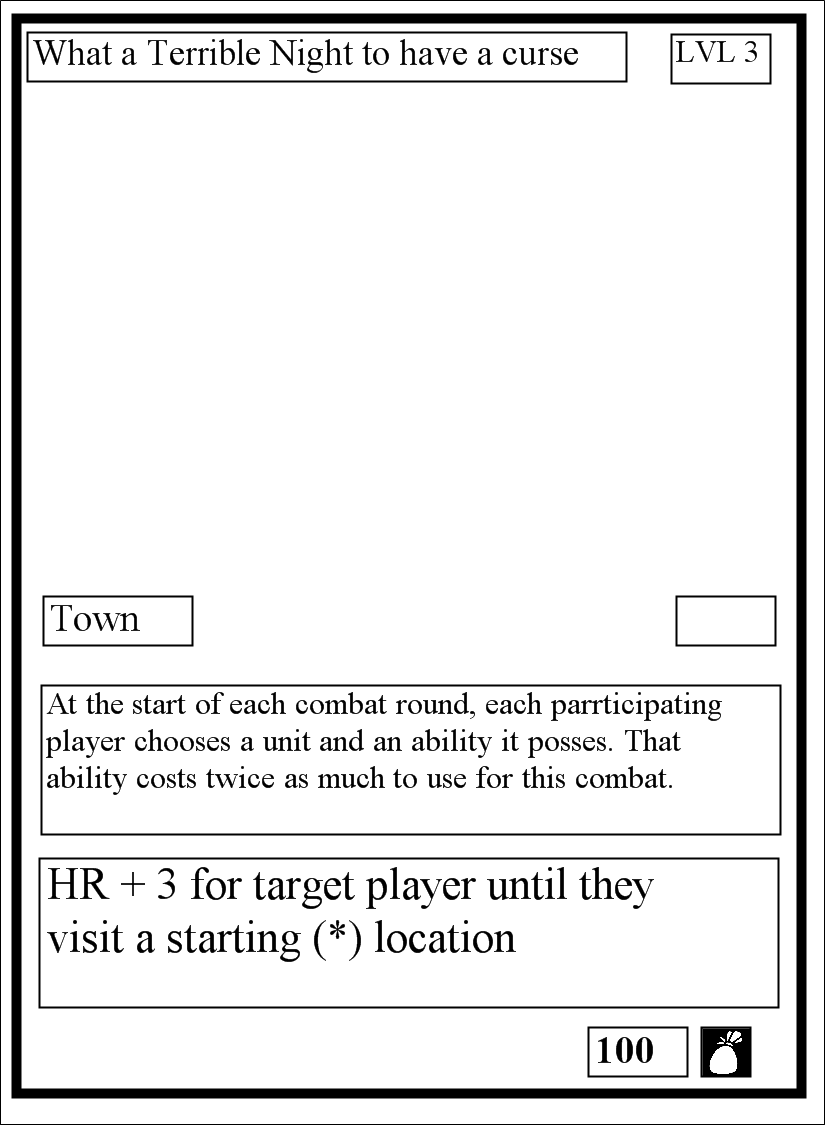 What a Terrible Night to have a curse
LVL 3
Town
At the start of each combat round, each parrticipating
player chooses a unit and an ability it posses. That
ability costs twice as much to use for this combat.
HR + 3 for target player until they
visit a starting (*) location
100